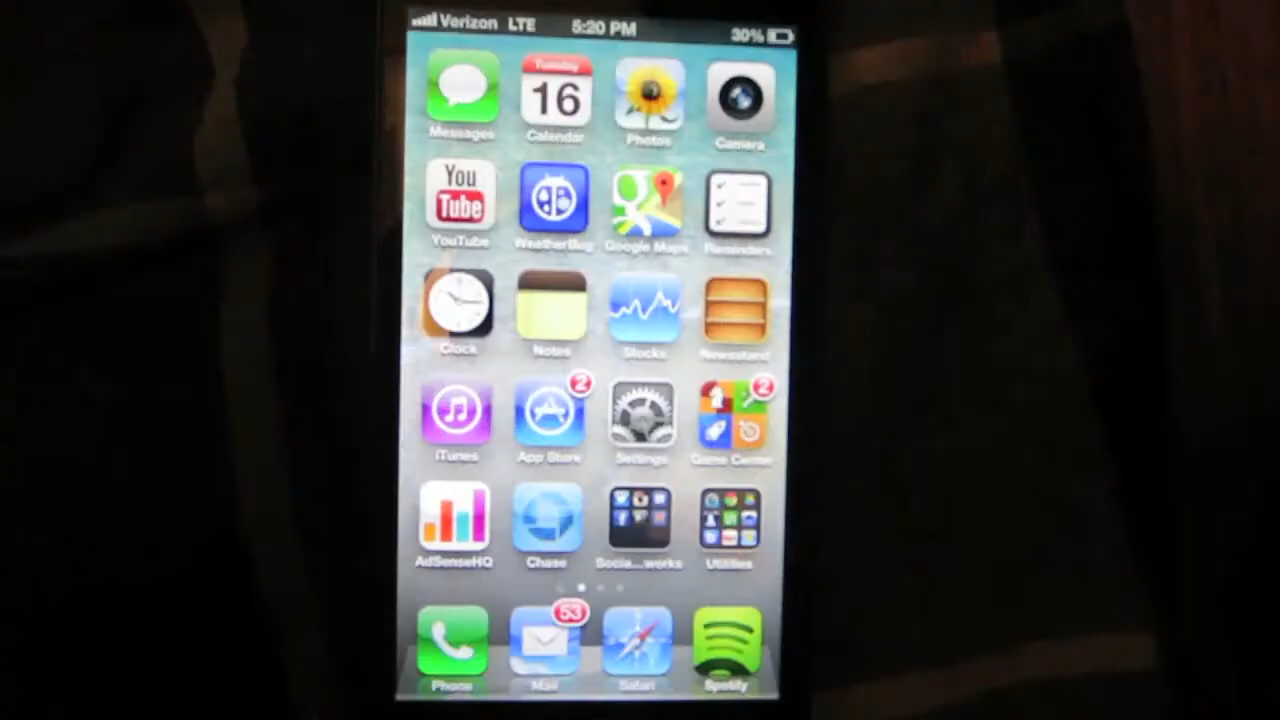 Verizon LTE 5:20 PM 30%
Tuesday
16
Messages Calendar Photos Camera
You
Tube
YouTube WeatherBug Google Maps Reminders
Clock Notes Stocks Newsstand
2 2
iTunes App Store Settings Game Center
AdSenseHQ Chase Socia...works Utilities
53
Phone Mail Safari Spotify